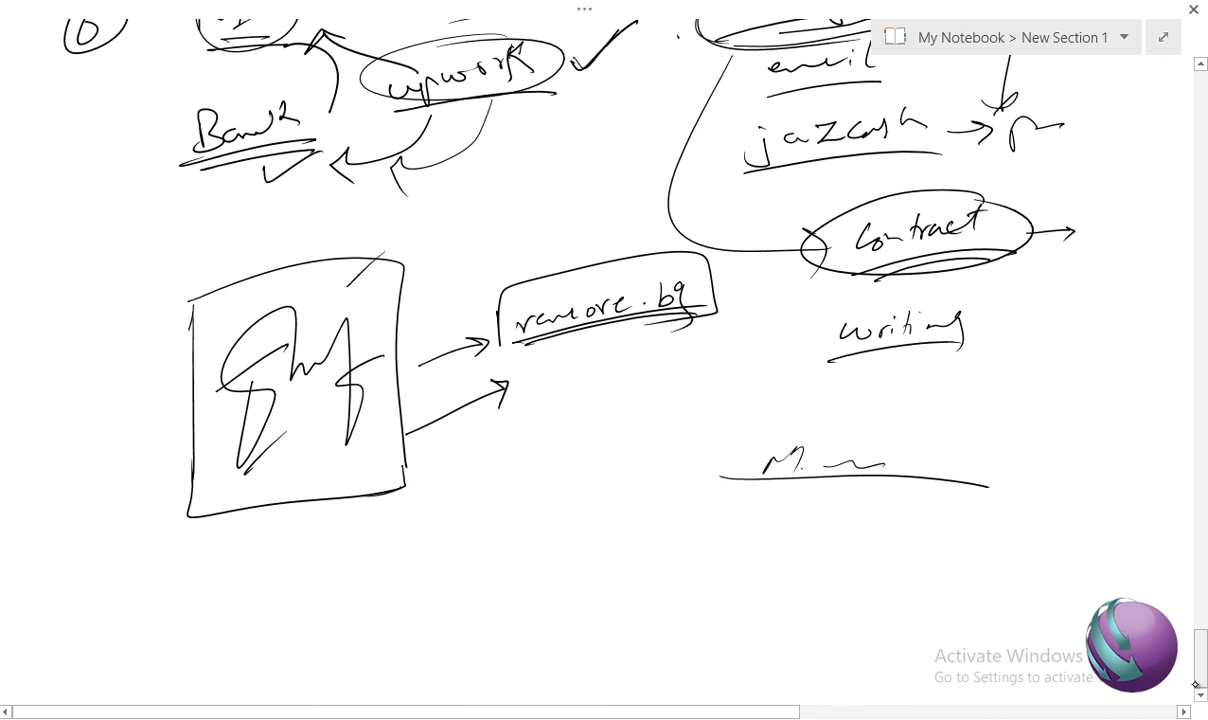 My Notebook > New Section 1
upwork
email
Bank
jazcash
Contract
remove.bg
writing
Activate Windows
Go to Settings to activate